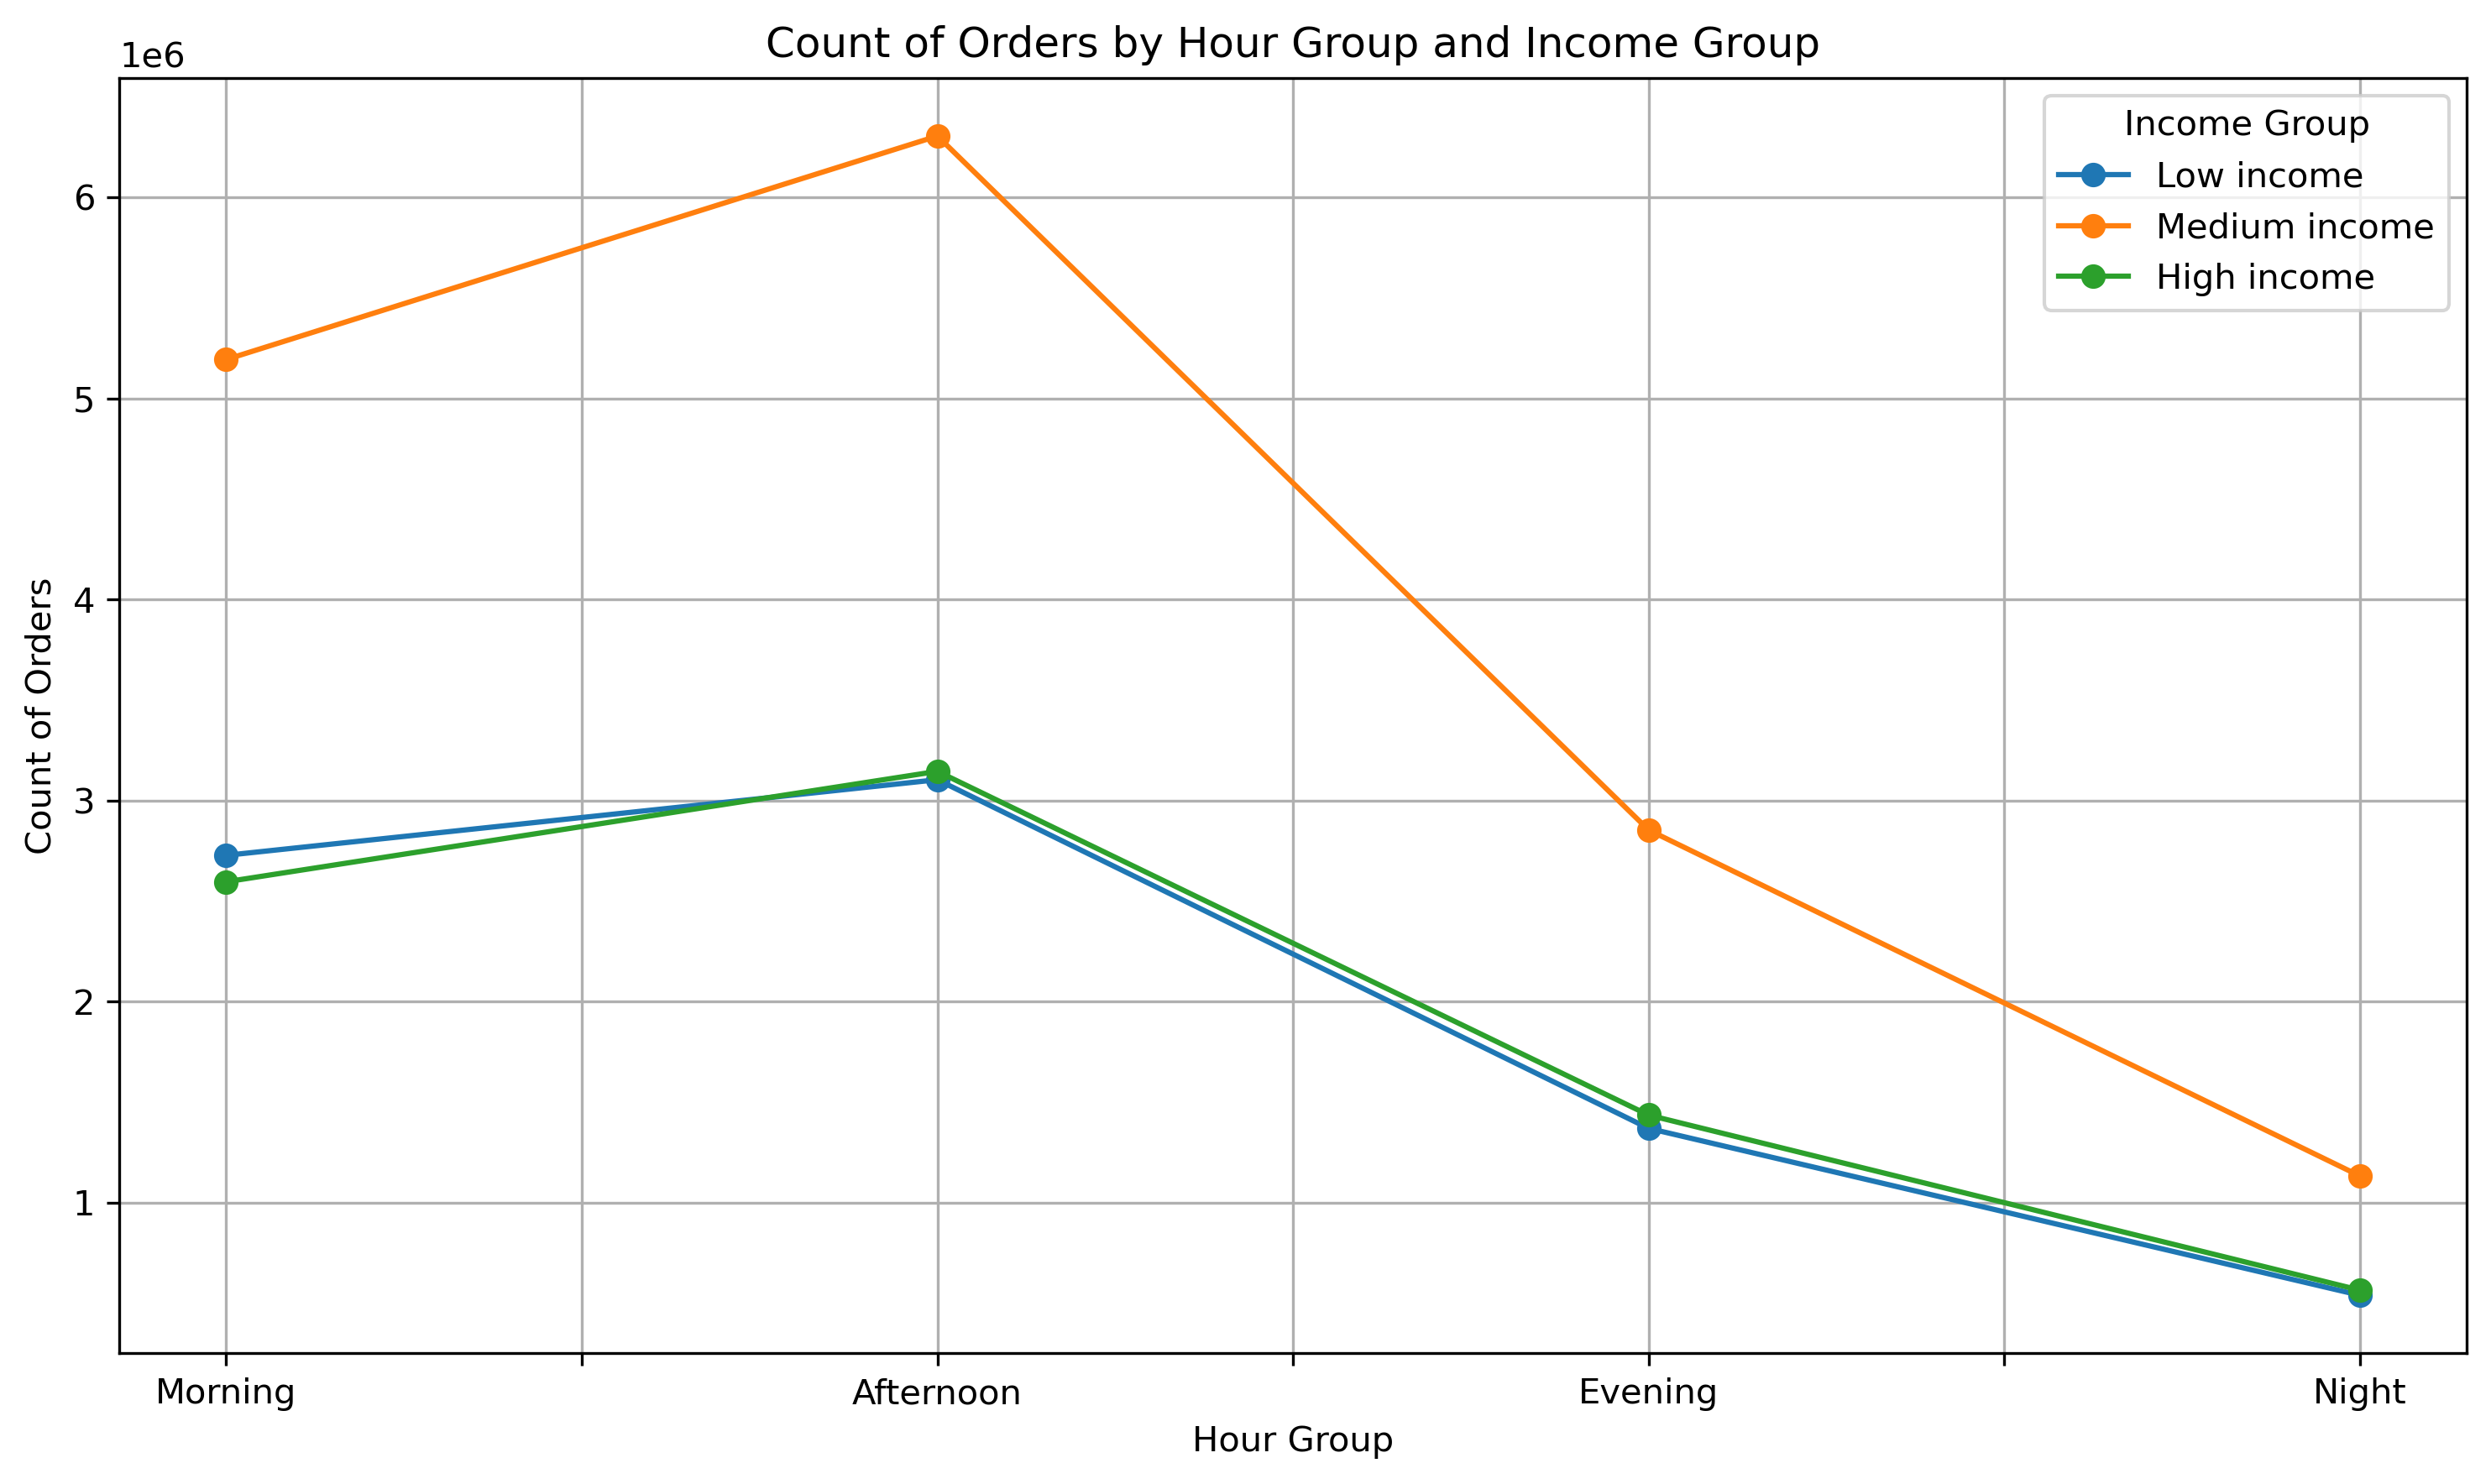 Count of Orders by Hour Group and Income Group
1e6
Income Group
Low income
Medium income
High income
6
5
4
3
2
1
Count of Orders
Morning
Afternoon
Evening
Night
Hour Group